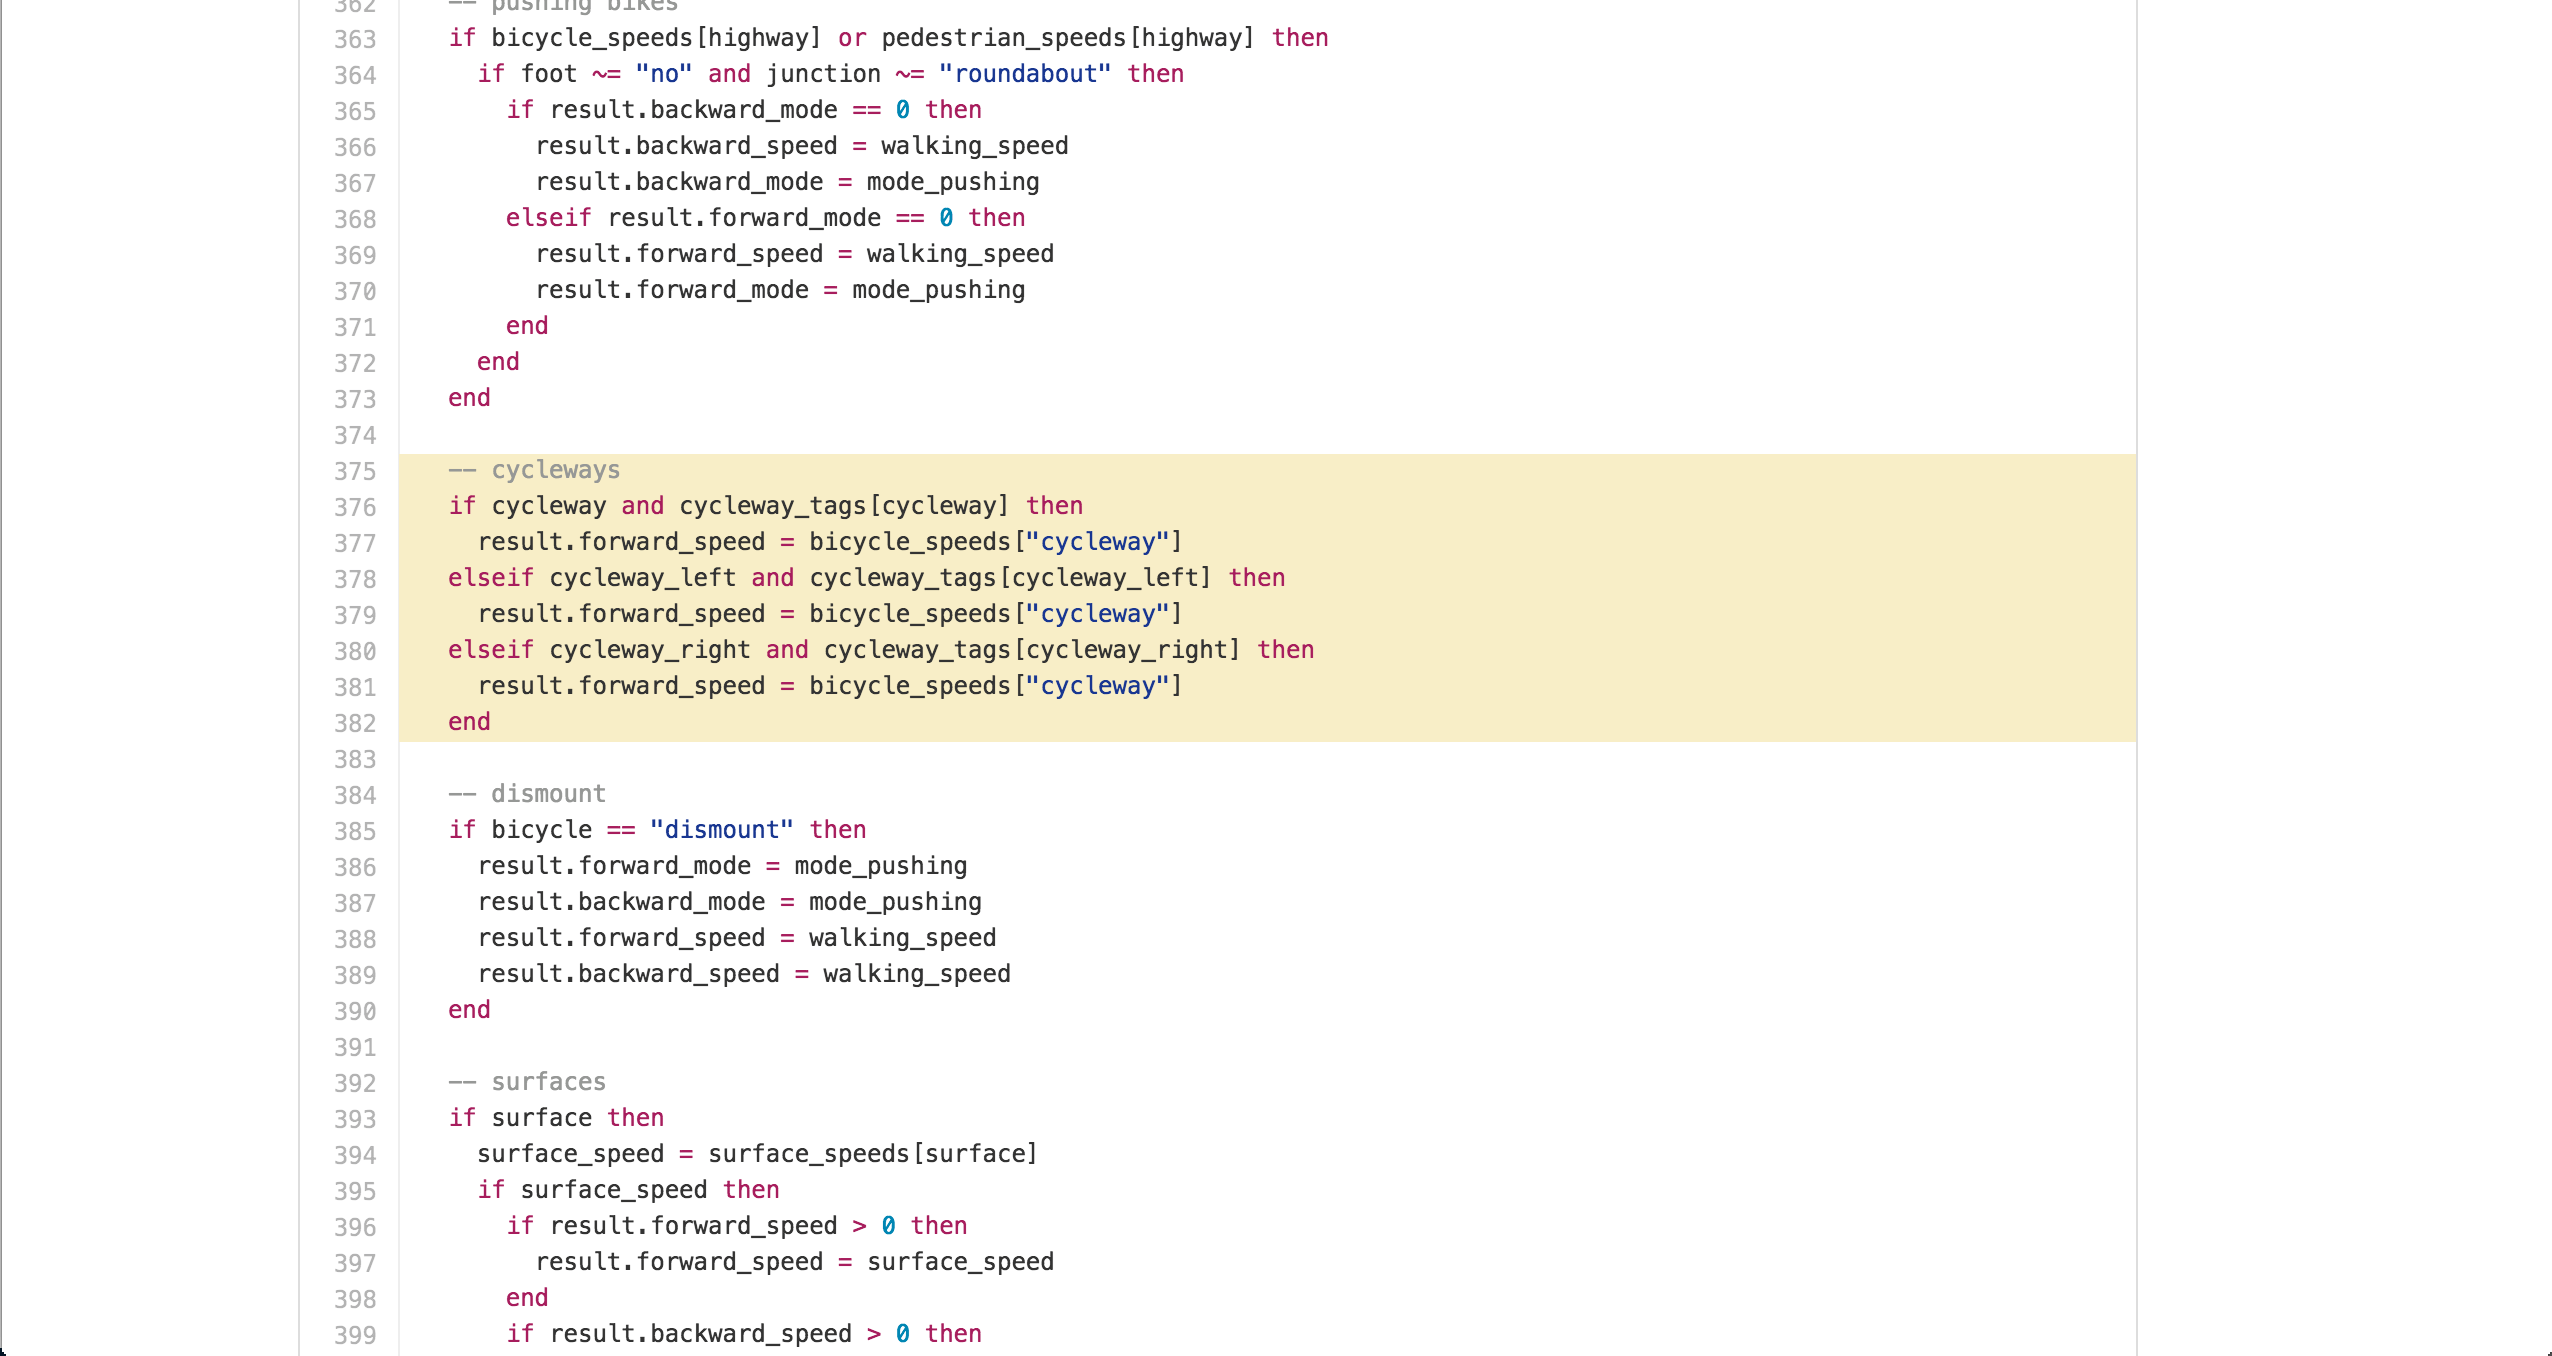 362 -- pushing bikes
363 if bicycle_speeds[highway] or pedestrian_speeds[highway] then
364 if foot ~= "no" and junction ~= "roundabout" then
365 if result.backward_mode == 0 then
366 result.backward_speed = walking_speed
367 result.backward_mode = mode_pushing
368 elseif result.forward_mode == 0 then
369 result.forward_speed = walking_speed
370 result.forward_mode = mode_pushing
371 end
372 end
373 end
374
375 -- cycleways
376 if cycleway and cycleway_tags[cycleway] then
377 result.forward_speed = bicycle_speeds["cycleway"]
378 elseif cycleway_left and cycleway_tags[cycleway_left] then
379 result.forward_speed = bicycle_speeds["cycleway"]
380 elseif cycleway_right and cycleway_tags[cycleway_right] then
381 result.forward_speed = bicycle_speeds["cycleway"]
382 end
383
384 -- dismount
385 if bicycle == "dismount" then
386 result.forward_mode = mode_pushing
387 result.backward_mode = mode_pushing
388 result.forward_speed = walking_speed
389 result.backward_speed = walking_speed
390 end
391
392 -- surfaces
393 if surface then
394 surface_speed = surface_speeds[surface]
395 if surface_speed then
396 if result.forward_speed > 0 then
397 result.forward_speed = surface_speed
398 end
399 if result.backward_speed > 0 then